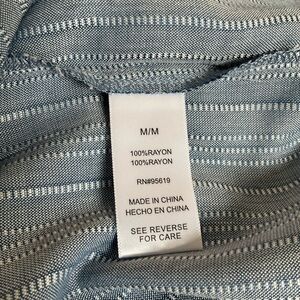 M/M
100%RAYON
100%RAYON
RN#95619
MADE IN CHINA
HECHO EN CHINA
SEE REVERSE
FOR CARE